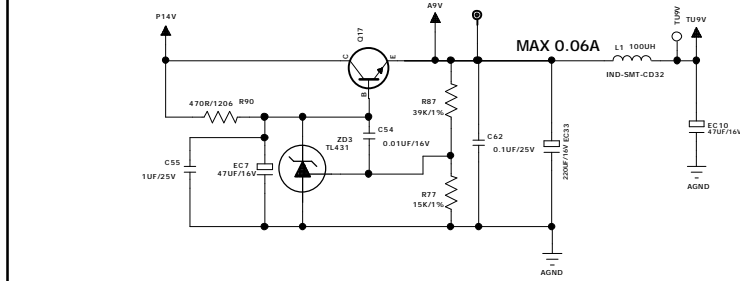 P14V
Q17
A9V
TU9V
TU9V
C
E
B
MAX 0.06A
L1 100UH
IND-SMT-CD32
470R/1206 R90
R87
39K/1%
C54
0.01UF/16V
ZD3
TL431
C62
0.1UF/25V
220UF/16V EC33
EC10
47UF/16V
C55
1UF/25V
EC7
47UF/16V
R77
15K/1%
AGND
AGND